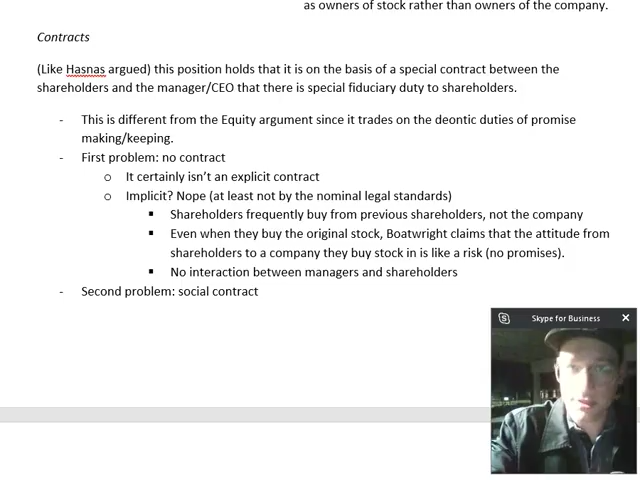 as owners of stock rather than owners of the company.
Contracts
(Like Hasnas argued) this position holds that it is on the basis of a special contract between the
shareholders and the manager/CEO that there is special fiduciary duty to shareholders.
- This is different from the Equity argument since it trades on the deontic duties of promise
making/keeping.
- First problem: no contract
o It certainly isn't an explicit contract
o Implicit? Nope (at least not by the nominal legal standards)
▪ Shareholders frequently buy from previous shareholders, not the company
▪ Even when they buy the original stock, Boatwright claims that the attitude from
shareholders to a company they buy stock in is like a risk (no promises).
▪ No interaction between managers and shareholders
- Second problem: social contract
Skype for Business